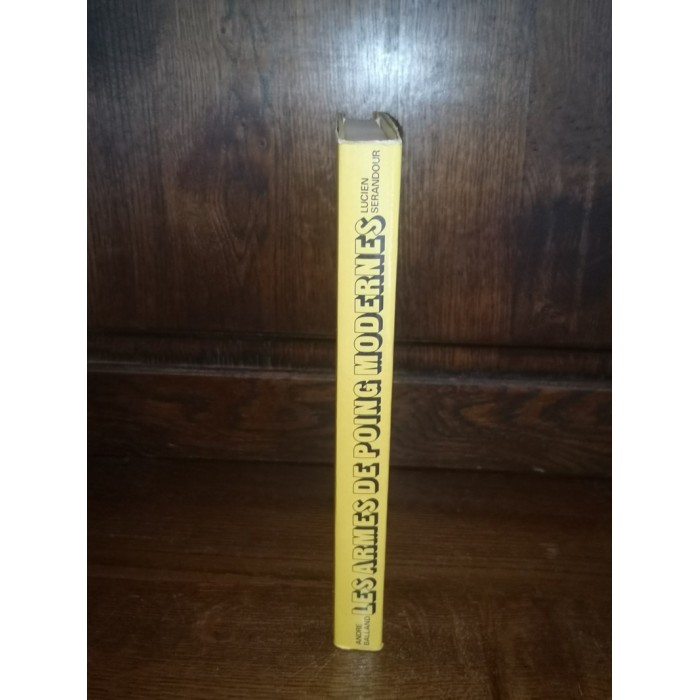 ANDRE
BALLAND
LES ARMES DE POING MODERNES
LUCIEN
SERANDOUR